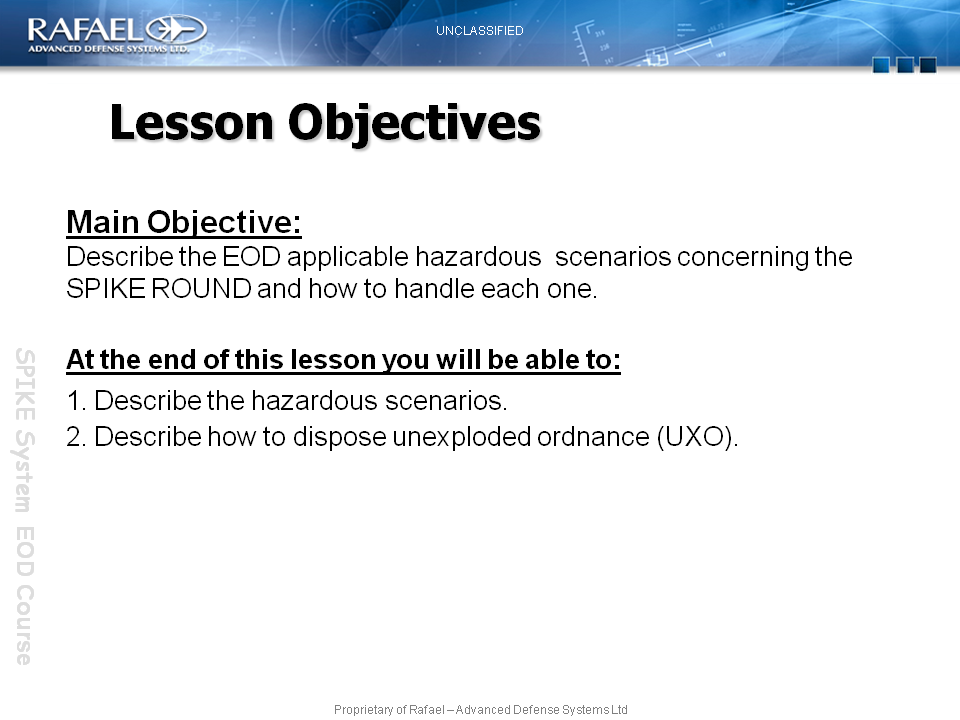 RAFAEL
ADVANCED DEFENSE SYSTEMS LTD.
UNCLASSIFIED
Lesson Objectives
Main Objective:
Describe the EOD applicable hazardous  scenarios concerning the
SPIKE ROUND and how to handle each one.
At the end of this lesson you will be able to:
1. Describe the hazardous scenarios.
2. Describe how to dispose unexploded ordnance (UXO).
SPIKE System EOD Course
Proprietary of Rafael – Advanced Defense Systems Ltd